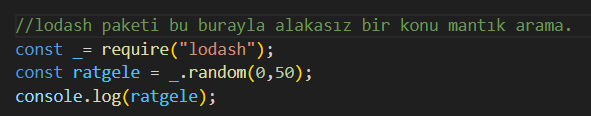 //lodash paketi bu burayla alakasız bir konu mantık arama.
const _= require("lodash");
const ratgele = _.random(0,50);
console.log(ratgele);